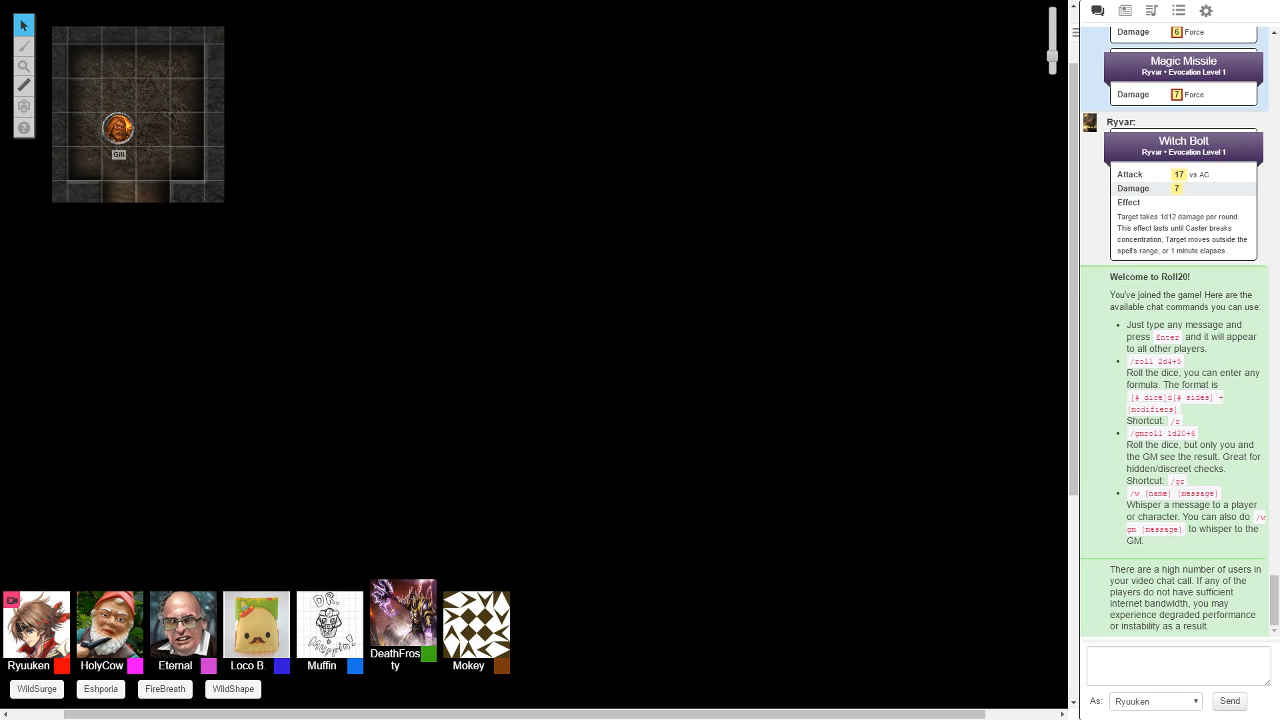 Gill
Damage 6 Force
Magic Missile
Ryvar • Evocation Level 1
Damage 7 Force
Ryvar:
Witch Bolt
Ryvar • Evocation Level 1
Attack 17 vs AC
Damage 7
Effect
Target takes 1d12 damage per round.
This effect lasts until Caster breaks
concentration, Target moves outside the
spell's range, or 1 minute elapses.
Welcome to Roll20!
You've joined the game! Here are the
available chat commands you can use:
• Just type any message and
press Enter and it will appear
to all other players.
• /roll 2d4+5
Roll the dice, you can enter any
formula. The format is
[# dice]d[# sides] +
[modifiers]
Shortcut: /r
• /gmroll 1d20+6
Roll the dice, but only you and
the GM see the result. Great for
hidden/discreet checks.
Shortcut: /gr
• /w [name] [message]
Whisper a message to a player
or character. You can also do /w
gm [message] to whisper to the
GM.
There are a high number of users in
your video chat call. If any of the
players do not have sufficient
internet bandwidth, you may
experience degraded performance
or instability as a result.
DR.
Muffin
Ryuuken
HolyCow
Eternal
Loco B.
Muffin
DeathFros
ty
Mokey
WildSurge
Eshporia
FireBreath
WildShape
As: Ryuuken
Send